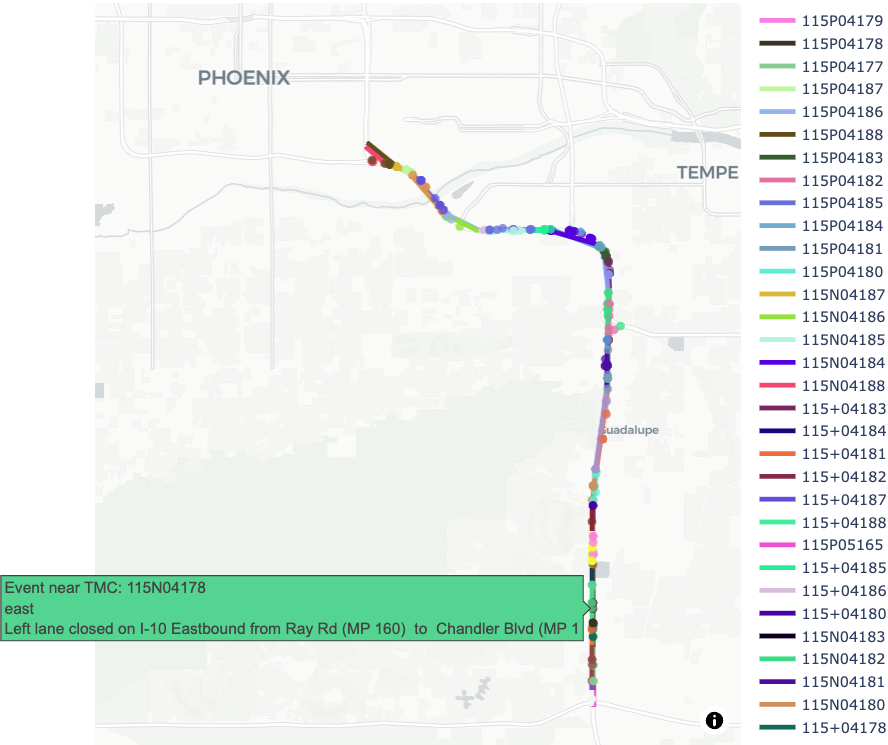 PHOENIX
TEMPE
Guadalupe
Event near TMC: 115N04178
east
Left lane closed on I-10 Eastbound from Ray Rd (MP 160)  to  Chandler Blvd (MP 1
i
115P04179
115P04178
115P04177
115P04187
115P04186
115P04188
115P04183
115P04182
115P04185
115P04184
115P04181
115P04180
115N04187
115N04186
115N04185
115N04184
115N04188
115+04183
115+04184
115+04181
115+04182
115+04187
115+04188
115P05165
115+04185
115+04186
115+04180
115N04183
115N04182
115N04181
115N04180
115+04178